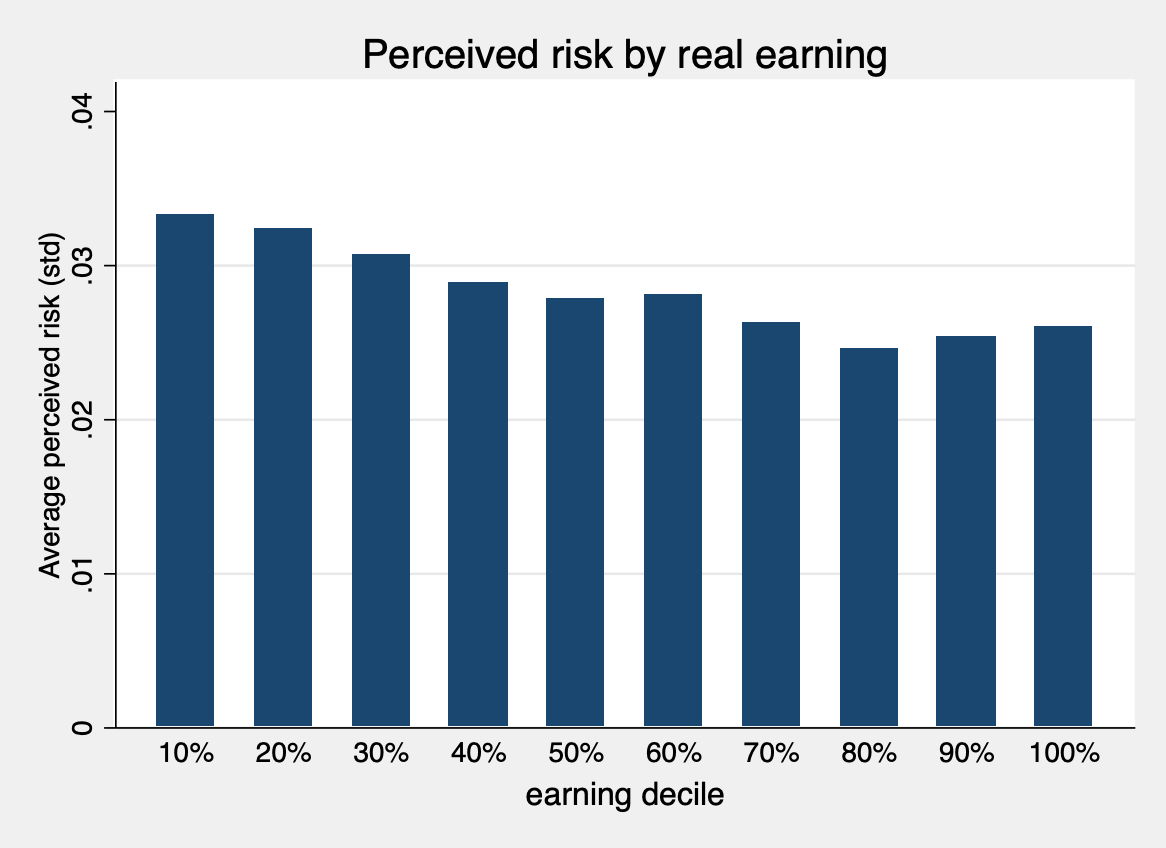 Perceived risk by real earning
Average perceived risk (std)
.04
.03
.02
.01
0
10% 20% 30% 40% 50% 60% 70% 80% 90% 100%
earning decile